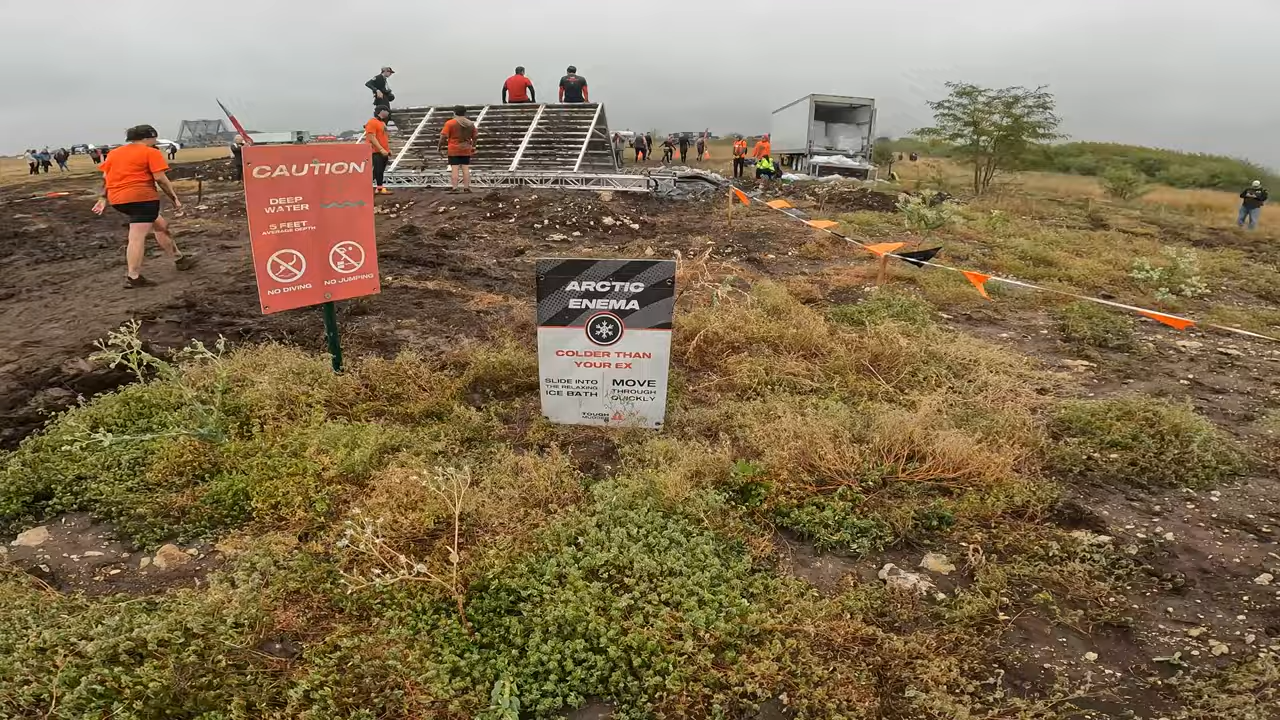 CAUTION
DEEP
WATER
5 FEET
AVERAGE DEPTH
NO DIVING
NO JUMPING
ARCTIC
ENEMA
COLDER THAN
YOUR EX
SLIDE INTO
THE RELAXING
ICE BATH
MOVE
THROUGH
QUICKLY
TOUGH
MUDDER